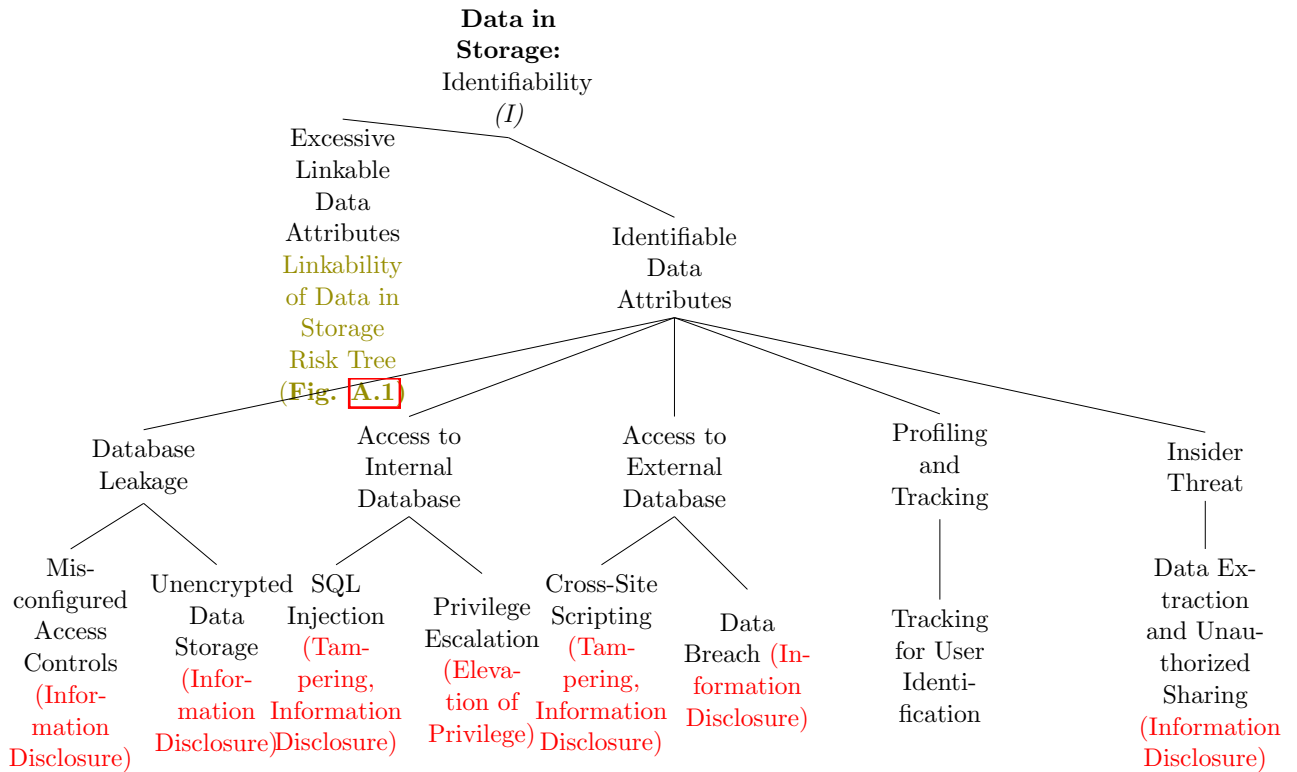 Data in
Storage:
Identifiability
(I)
Excessive
Linkable
Data
Attributes
Linkability
of Data in
Storage
Risk Tree
(Fig. A.1)
Identifiable
Data
Attributes
Database
Leakage
Access to
Internal
Database
Access to
External
Database
Profiling
and
Tracking
Insider
Threat
Mis-
configured
Access
Controls
(Infor-
mation
Disclosure)
Unencrypted
Data
Storage
(Infor-
mation
Disclosure)
SQL
Injection
(Tam-
pering,
Information
Disclosure)
Privilege
Escalation
(Eleva-
tion of
Privilege)
Cross-Site
Scripting
(Tam-
pering,
Information
Disclosure)
Data
Breach (In-
formation
Disclosure)
Tracking
for User
Identi-
fication
Data Ex-
traction
and Unau-
thorized
Sharing
(Information
Disclosure)